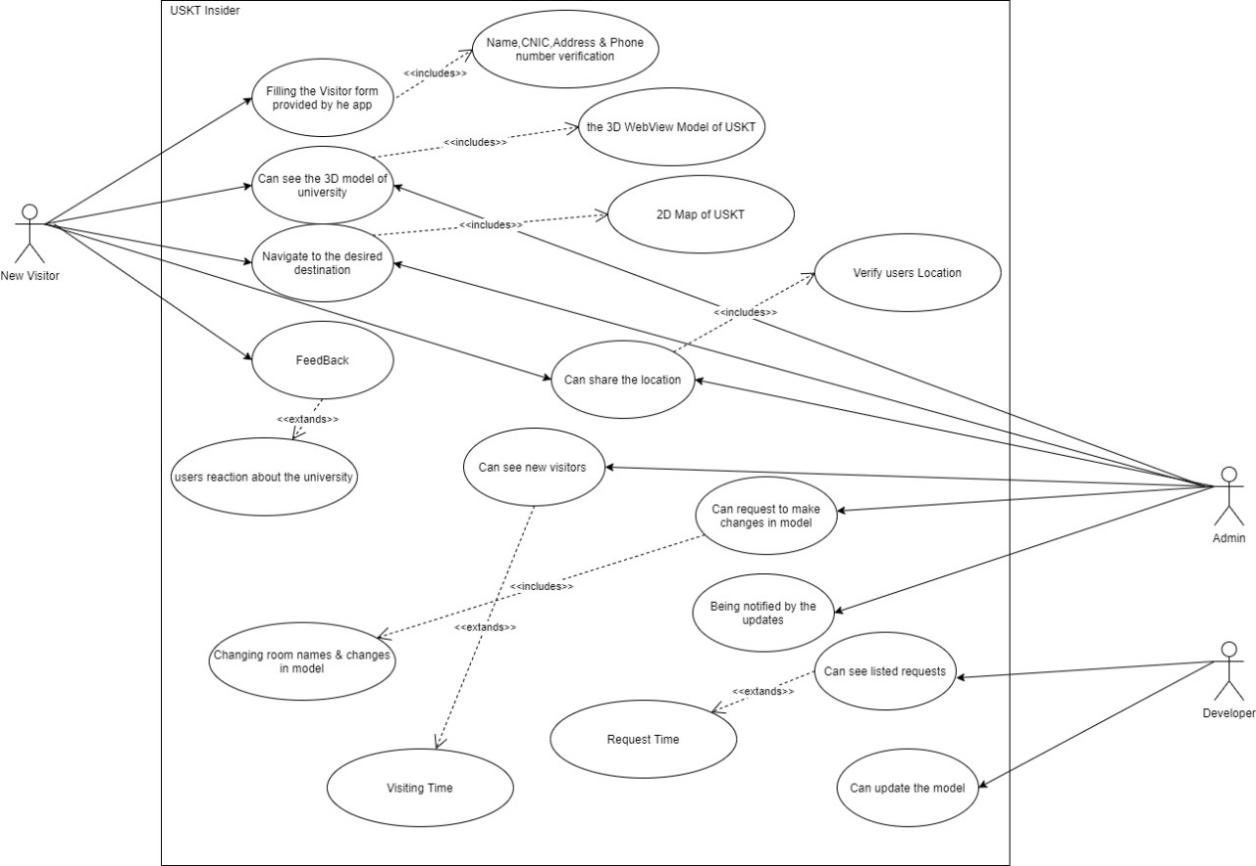 USKT Insider
Name,CNIC,Address & Phone
number verification
<<includes>>
Filling the Visitor form
provided by he app
the 3D WebView Model of USKT
<<includes>>
Can see the 3D model of
university
2D Map of USKT
<<includes>>
Navigate to the desired
destination
New Visitor
Verify users Location
<<includes>>
FeedBack
Can share the location
<<extands>>
users reaction about the university
Can see new visitors
Can request to make
changes in model
Admin
<<includes>>
Being notified by the
updates
<<extands>>
Changing room names & changes
in model
Can see listed requests
<<extands>>
Developer
Request Time
Visiting Time
Can update the model